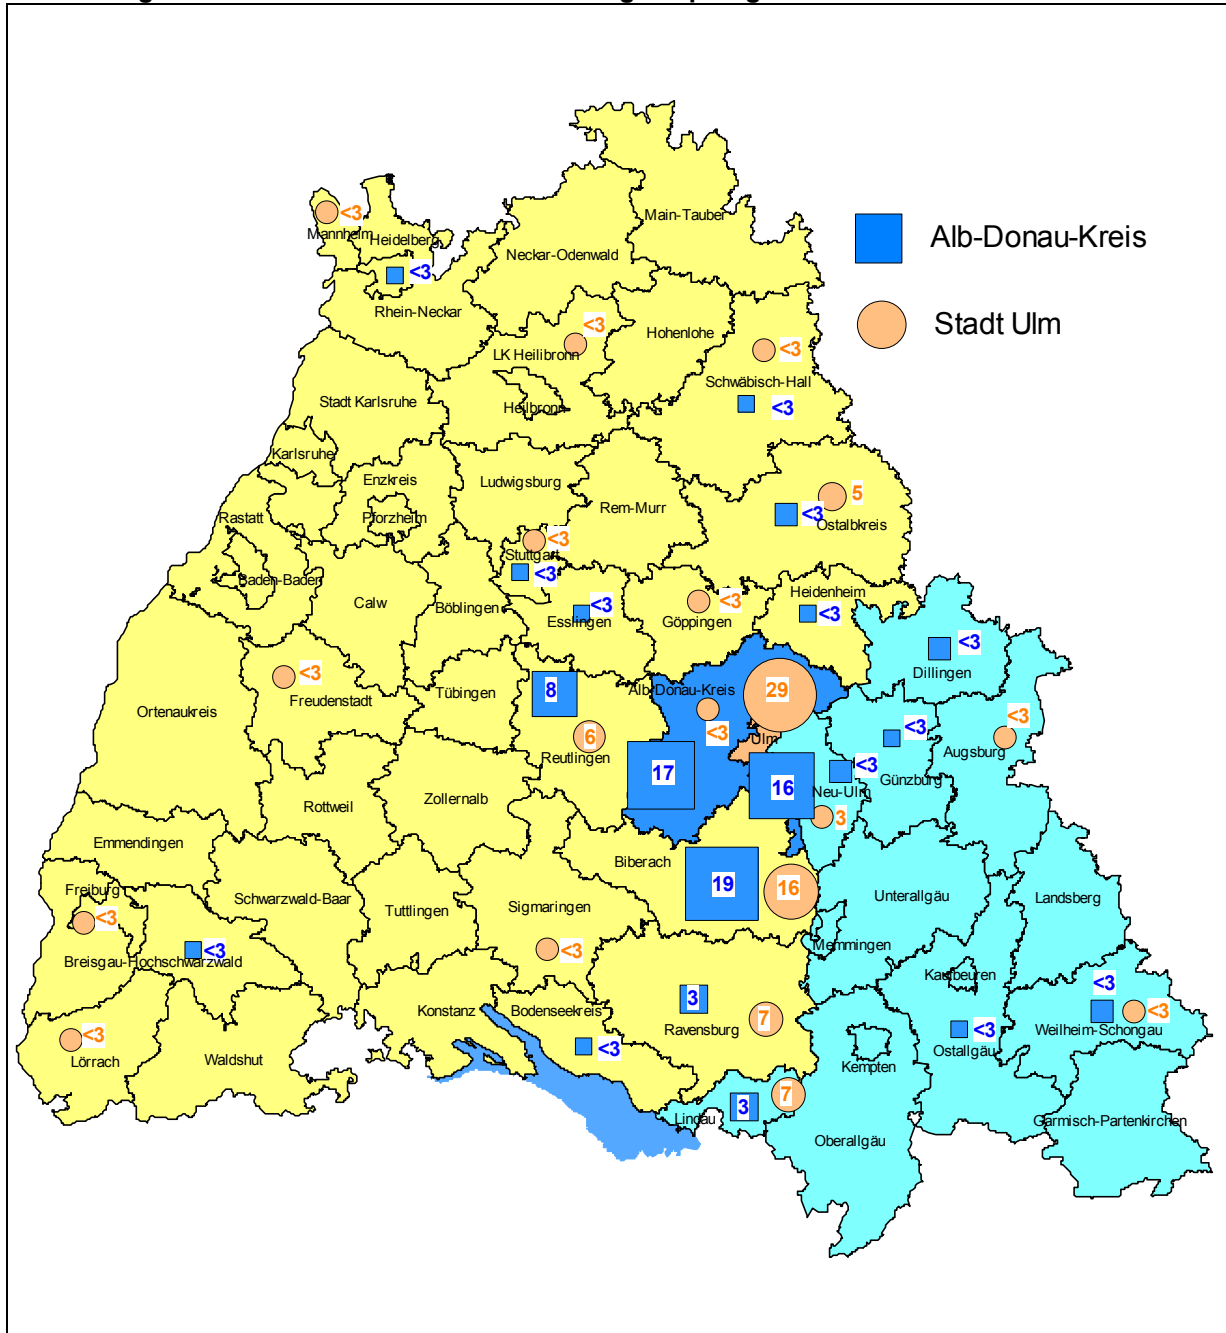 Main-Tauber
<3
Mannheim
Heidelberg
Alb-Donau-Kreis
Neckar-Odenwald
<3
Rhein-Neckar
<3
Hohenlohe
Stadt Ulm
LK Heilibronn
<3
Schwäbisch-Hall
Stadt Karlsruhe
Heilbronn
<3
Karlsruhe
Enzkreis
Ludwigsburg
5
Rem-Murr
Rastatt
Pforzheim
<3
Ostalbkreis
<3
Stuttgart
<3
Baden-Baden
Heidenheim
Calw
Böblingen
<3
Esslingen
<3
Göppingen
<3
<3
Dillingen
<3
Freudenstadt
Tübingen
8
Alb-Donau-Kreis
29
Ortenaukreis
<3
6
<3
Ulm
<3
Augsburg
Reutlingen
17
16
<3
Neu-Ulm
Günzburg
Rottweil
Zollernalb
3
Emmendingen
Biberach
Freiburg
Schwarzwald-Baar
19
16
Unterallgäu
Landsberg
Tuttlingen
Sigmaringen
<3
Breisgau-Hochschwarzwald
<3
<3
Memmingen
Kaufbeuren
<3
Konstanz
Bodenseekreis
3
Ravensburg
7
<3
<3
Weilheim-Schongau
<3
Lörrach
Waldshut
<3
Ostallgäu
Kempten
7
Lindau
3
Oberallgäu
Garmisch-Partenkirchen